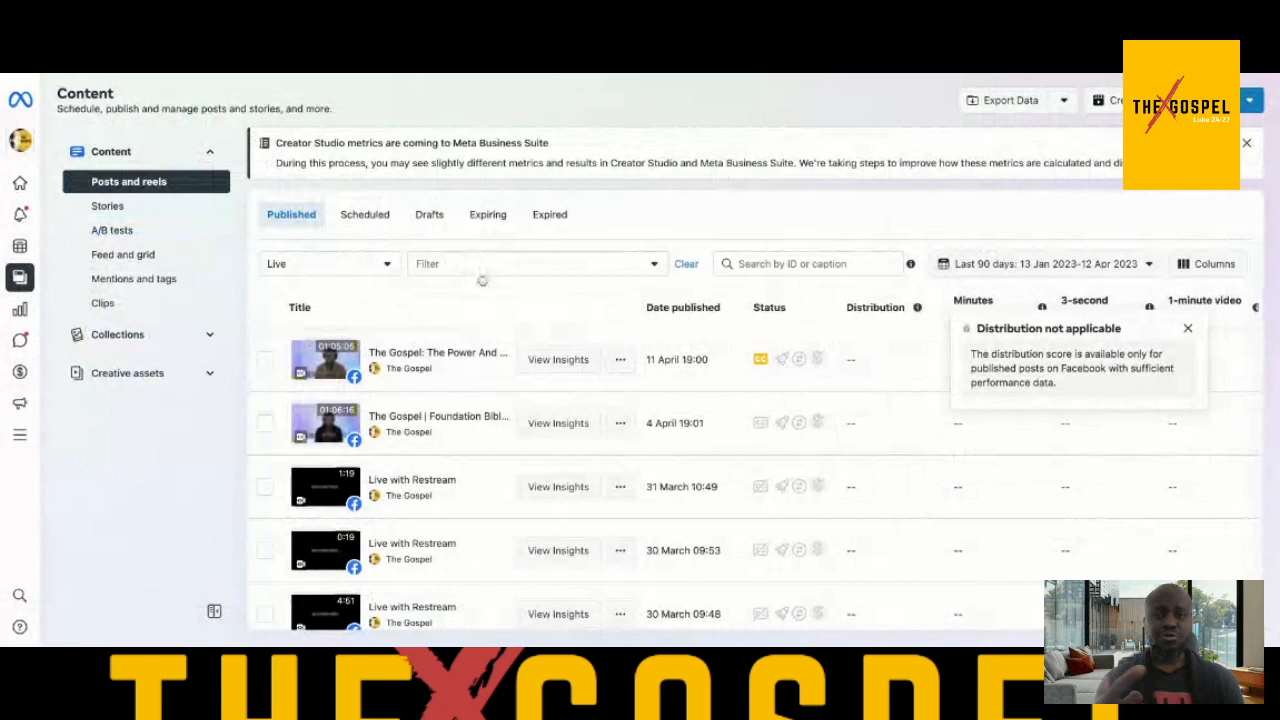 Content
Schedule, publish and manage posts and stories, and more.
Export Data
Cre
THE GOSPEL
Luke 24:27
Content
Posts and reels
Stories
A/B tests
Feed and grid
Mentions and tags
Clips
Collections
Creative assets
Creator Studio metrics are coming to Meta Business Suite
During this process, you may see slightly different metrics and results in Creator Studio and Meta Business Suite. We're taking steps to improve how these metrics are calculated and di
Published Scheduled Drafts Expiring Expired
Live Filter Clear Search by ID or caption Last 90 days: 13 Jan 2023-12 Apr 2023 Columns
Title Date published Status Distribution Minutes 3-second 1-minute video
Distribution not applicable
The distribution score is available only for
published posts on Facebook with sufficient
performance data.
01:05:05 The Gospel: The Power And ... View Insights ... 11 April 19:00 CC --
The Gospel
01:06:16 The Gospel | Foundation Bibl... View Insights ... 4 April 19:01 CC -- -- -- --
The Gospel
1:19 Live with Restream View Insights ... 31 March 10:49 -- -- -- --
The Gospel
0:19 Live with Restream View Insights ... 30 March 09:53 -- -- -- --
The Gospel
4:51 Live with Restream View Insights ... 30 March 09:48 -- -- -- --
The Gospel
THE GOSPEL